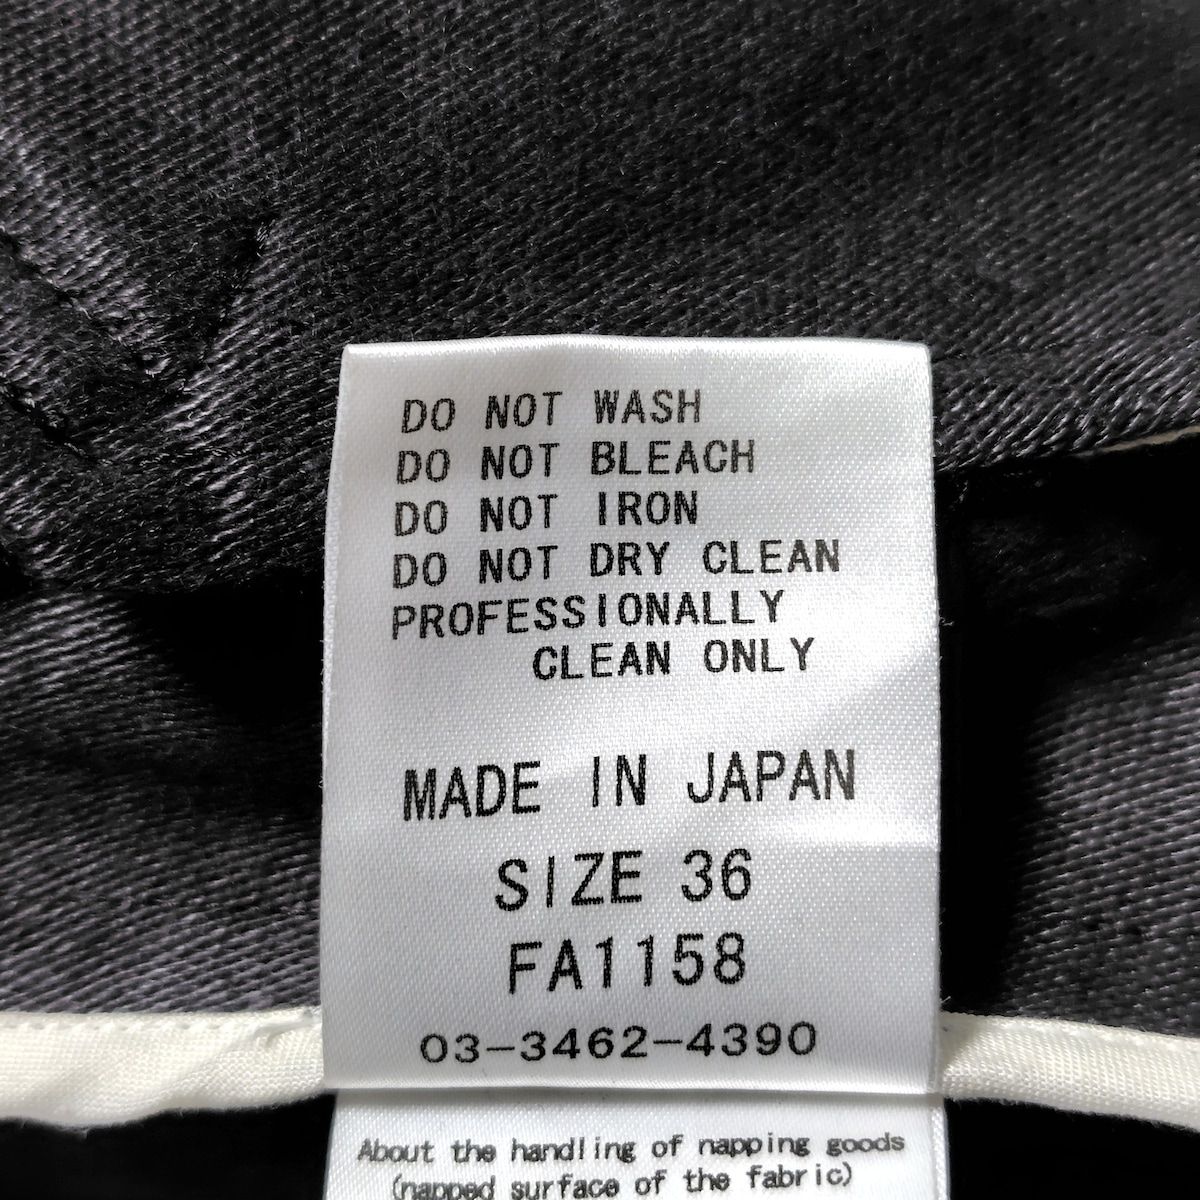 DO NOT WASH
DO NOT BLEACH
DO NOT IRON
DO NOT DRY CLEAN
PROFESSIONALLY
CLEAN ONLY
MADE IN JAPAN
SIZE 36
FA1158
03-3462-4390
About the handling of napping goods
(napped surface of the fabric)